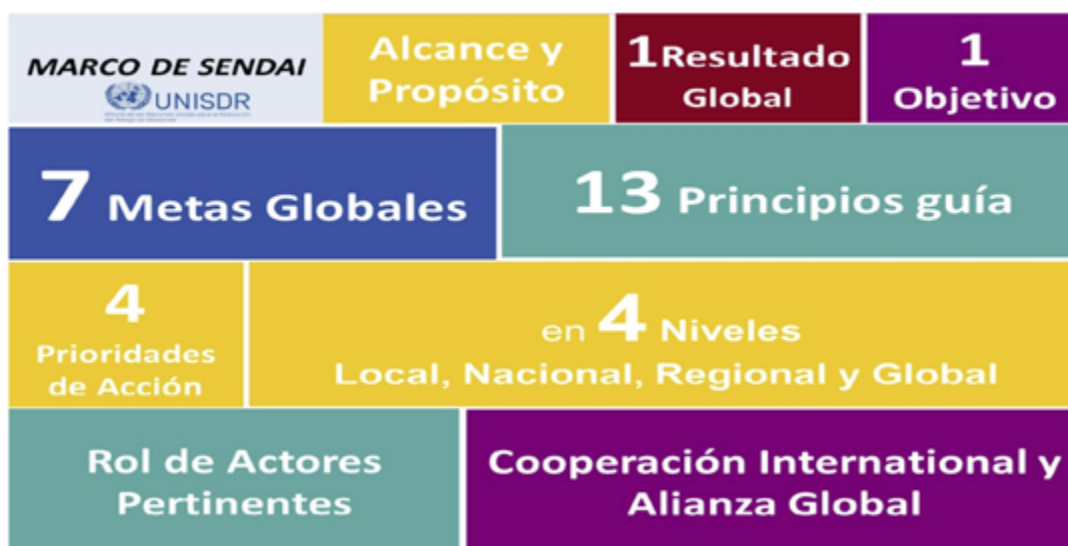 MARCO DE SENDAI
UNISDR
Alcance y
Propósito
1 Resultado
Global
1
Objetivo
7 Metas Globales
13 Principios guía
4
Prioridades
de Acción
en 4 Niveles
Local, Nacional, Regional y Global
Rol de Actores
Pertinentes
Cooperación International y
Alianza Global